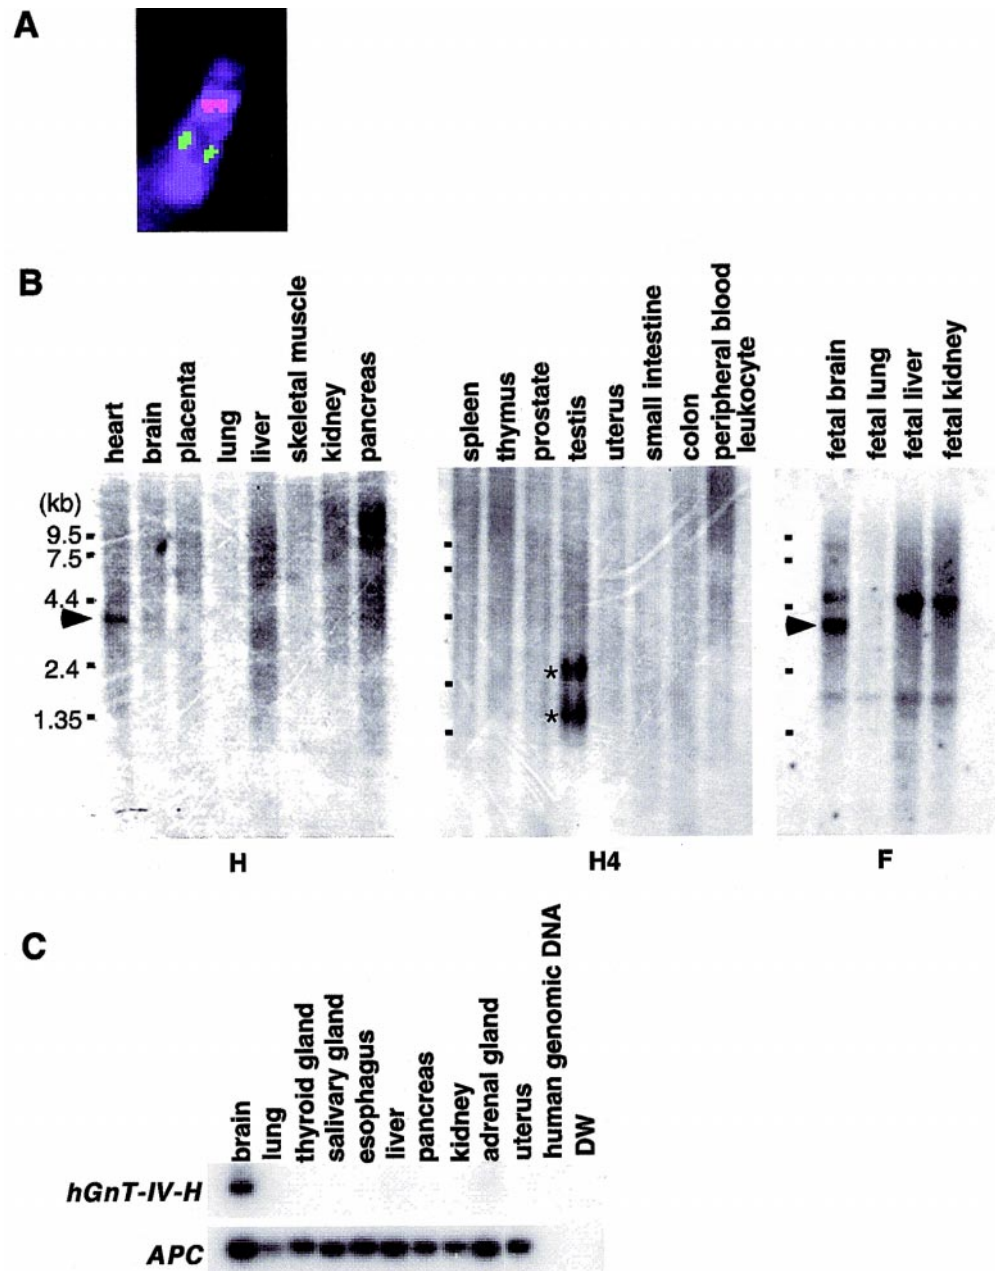 A
B
heart
brain
placenta
lung
liver
skeletal muscle
kidney
pancreas
spleen
thymus
prostate
testis
uterus
small intestine
colon
peripheral blood
leukocyte
fetal brain
fetal lung
fetal liver
fetal kidney
(kb)
9.5
7.5
4.4
2.4
1.35
*
*
H
H4
F
C
brain
lung
thyroid gland
salivary gland
esophagus
liver
pancreas
kidney
adrenal gland
uterus
human genomic DNA
DW
hGnT-IV-H
APC